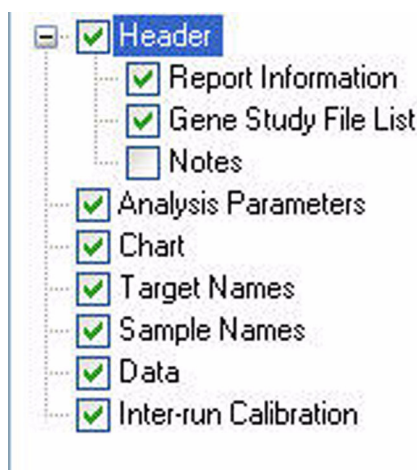 Header
Report Information
Gene Study File List
Notes
Analysis Parameters
Chart
Target Names
Sample Names
Data
Inter-run Calibration